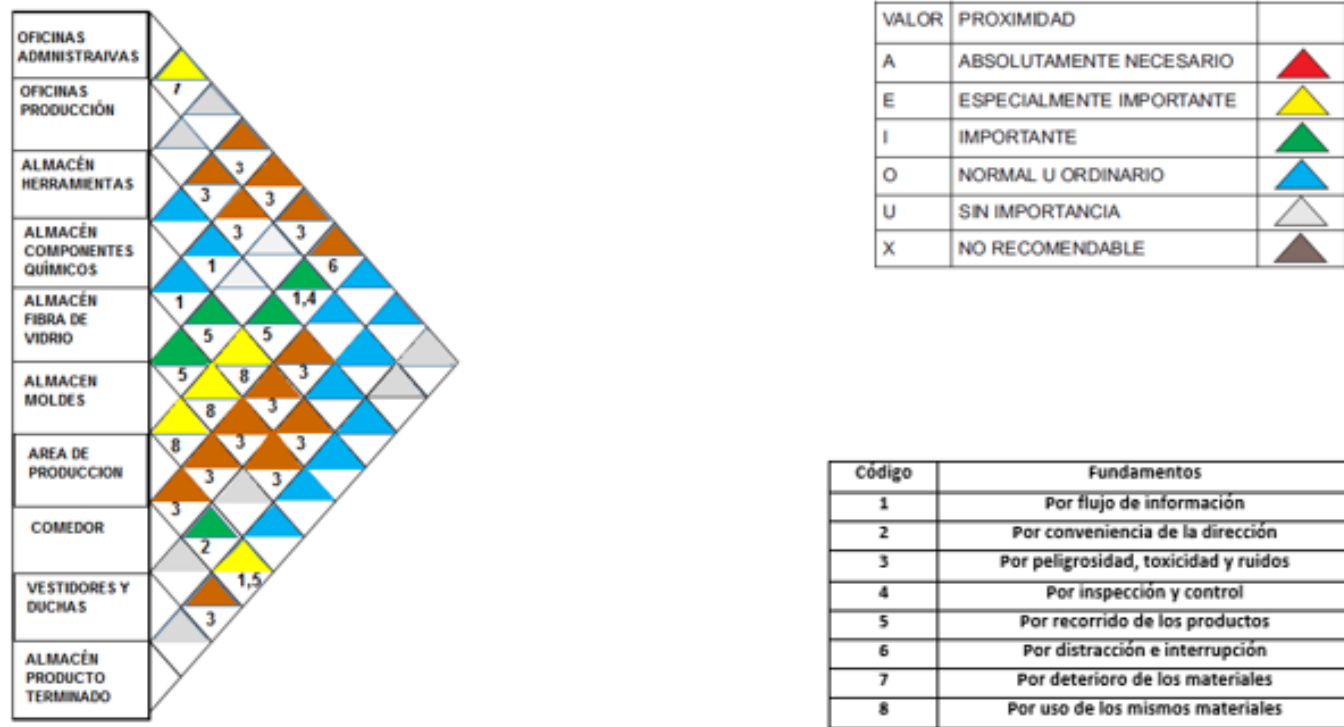 OFICINAS
ADMNISTRAIVAS
OFICINAS
PRODUCCIÓN
ALMACÉN
HERRAMIENTAS
ALMACÉN
COMPONENTES
QUÍMICOS
ALMACÉN
FIBRA DE
VIDRIO
ALMACEN
MOLDES
AREA DE
PRODUCCION
COMEDOR
VESTIDORES Y
DUCHAS
ALMACÉN
PRODUCTO
TERMINADO
7
3
3 3
3 3
1 6
1 1,4
5 5
5 8 3
8 3
8 3 3
3 3
3
2
1,5
3
VALOR PROXIMIDAD
A ABSOLUTAMENTE NECESARIO
E ESPECIALMENTE IMPORTANTE
I IMPORTANTE
O NORMAL U ORDINARIO
U SIN IMPORTANCIA
X NO RECOMENDABLE
Código Fundamentos
1 Por flujo de información
2 Por conveniencia de la dirección
3 Por peligrosidad, toxicidad y ruidos
4 Por inspección y control
5 Por recorrido de los productos
6 Por distracción e interrupción
7 Por deterioro de los materiales
8 Por uso de los mismos materiales